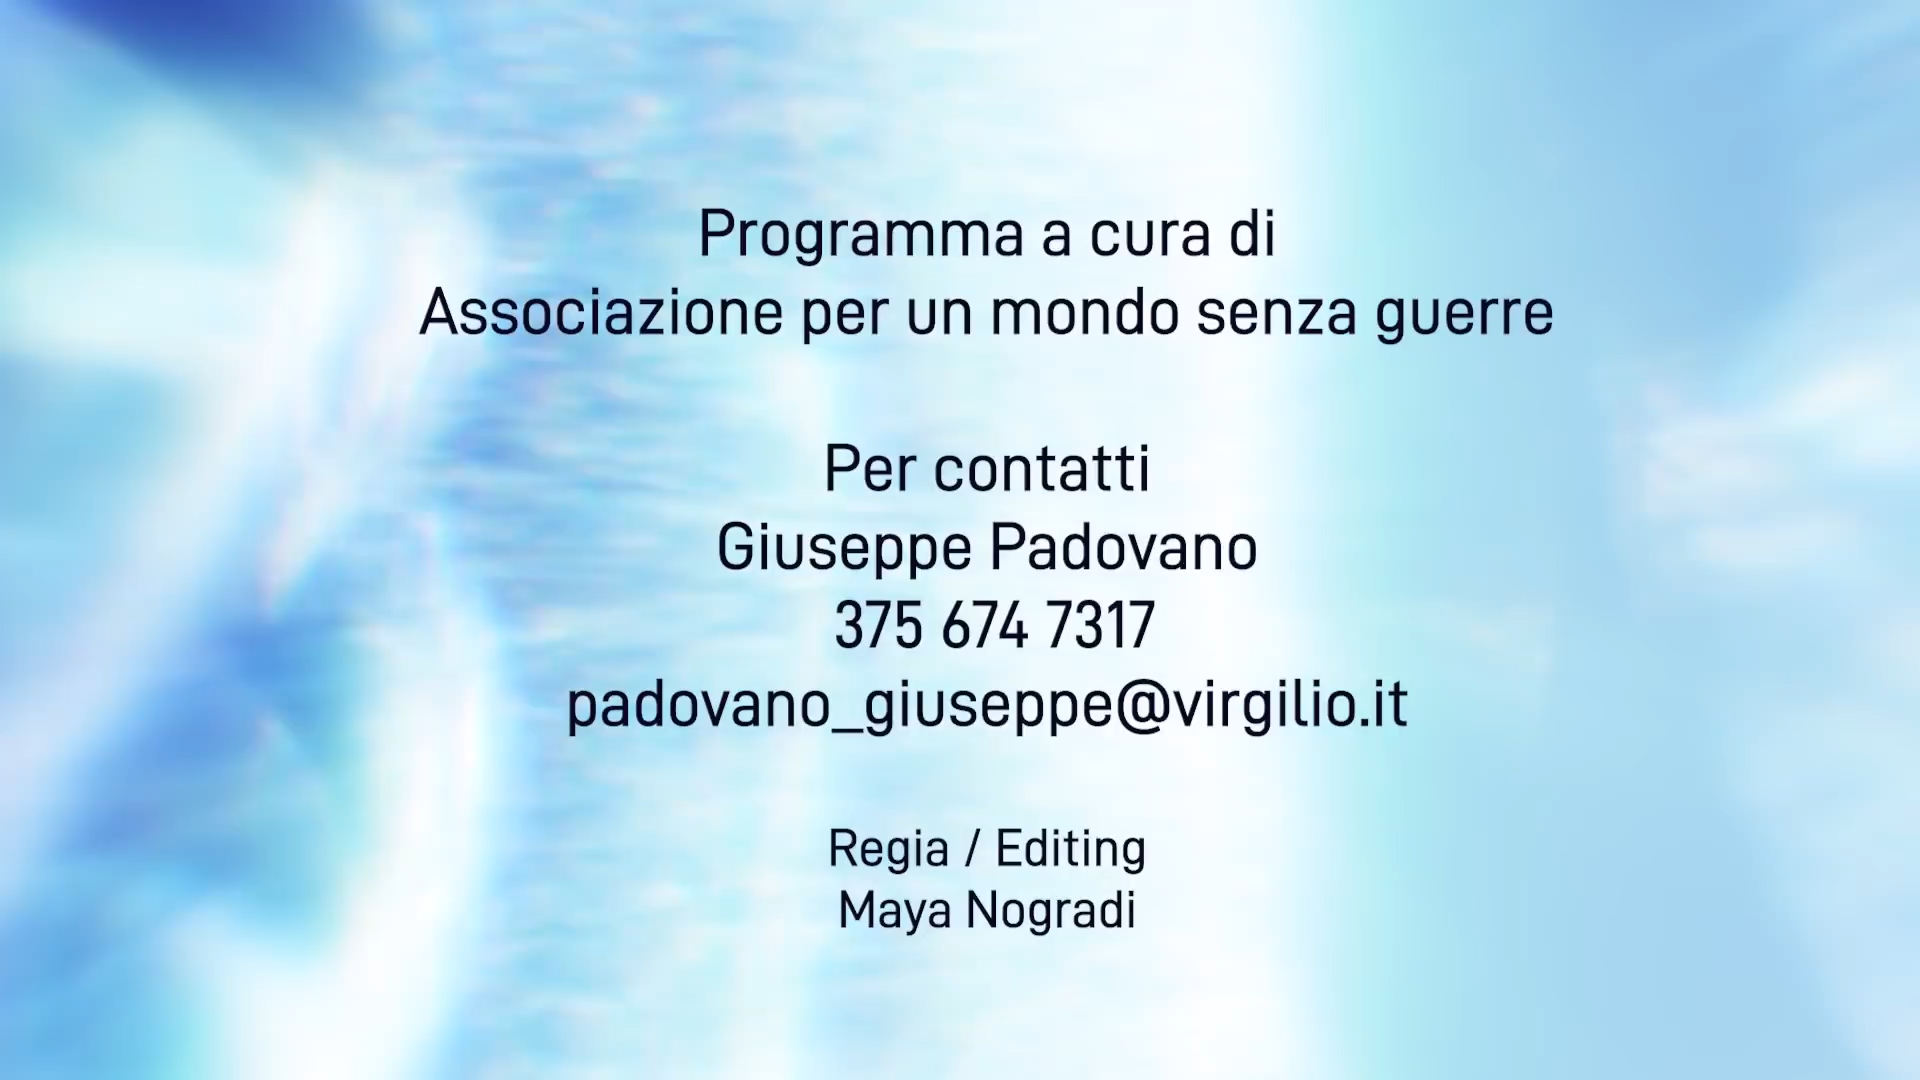 Programma a cura di
Associazione per un mondo senza guerre
Per contatti
Giuseppe Padovano
375 674 7317
padovano_giuseppe@virgilio.it
Regia / Editing
Maya Nogradi